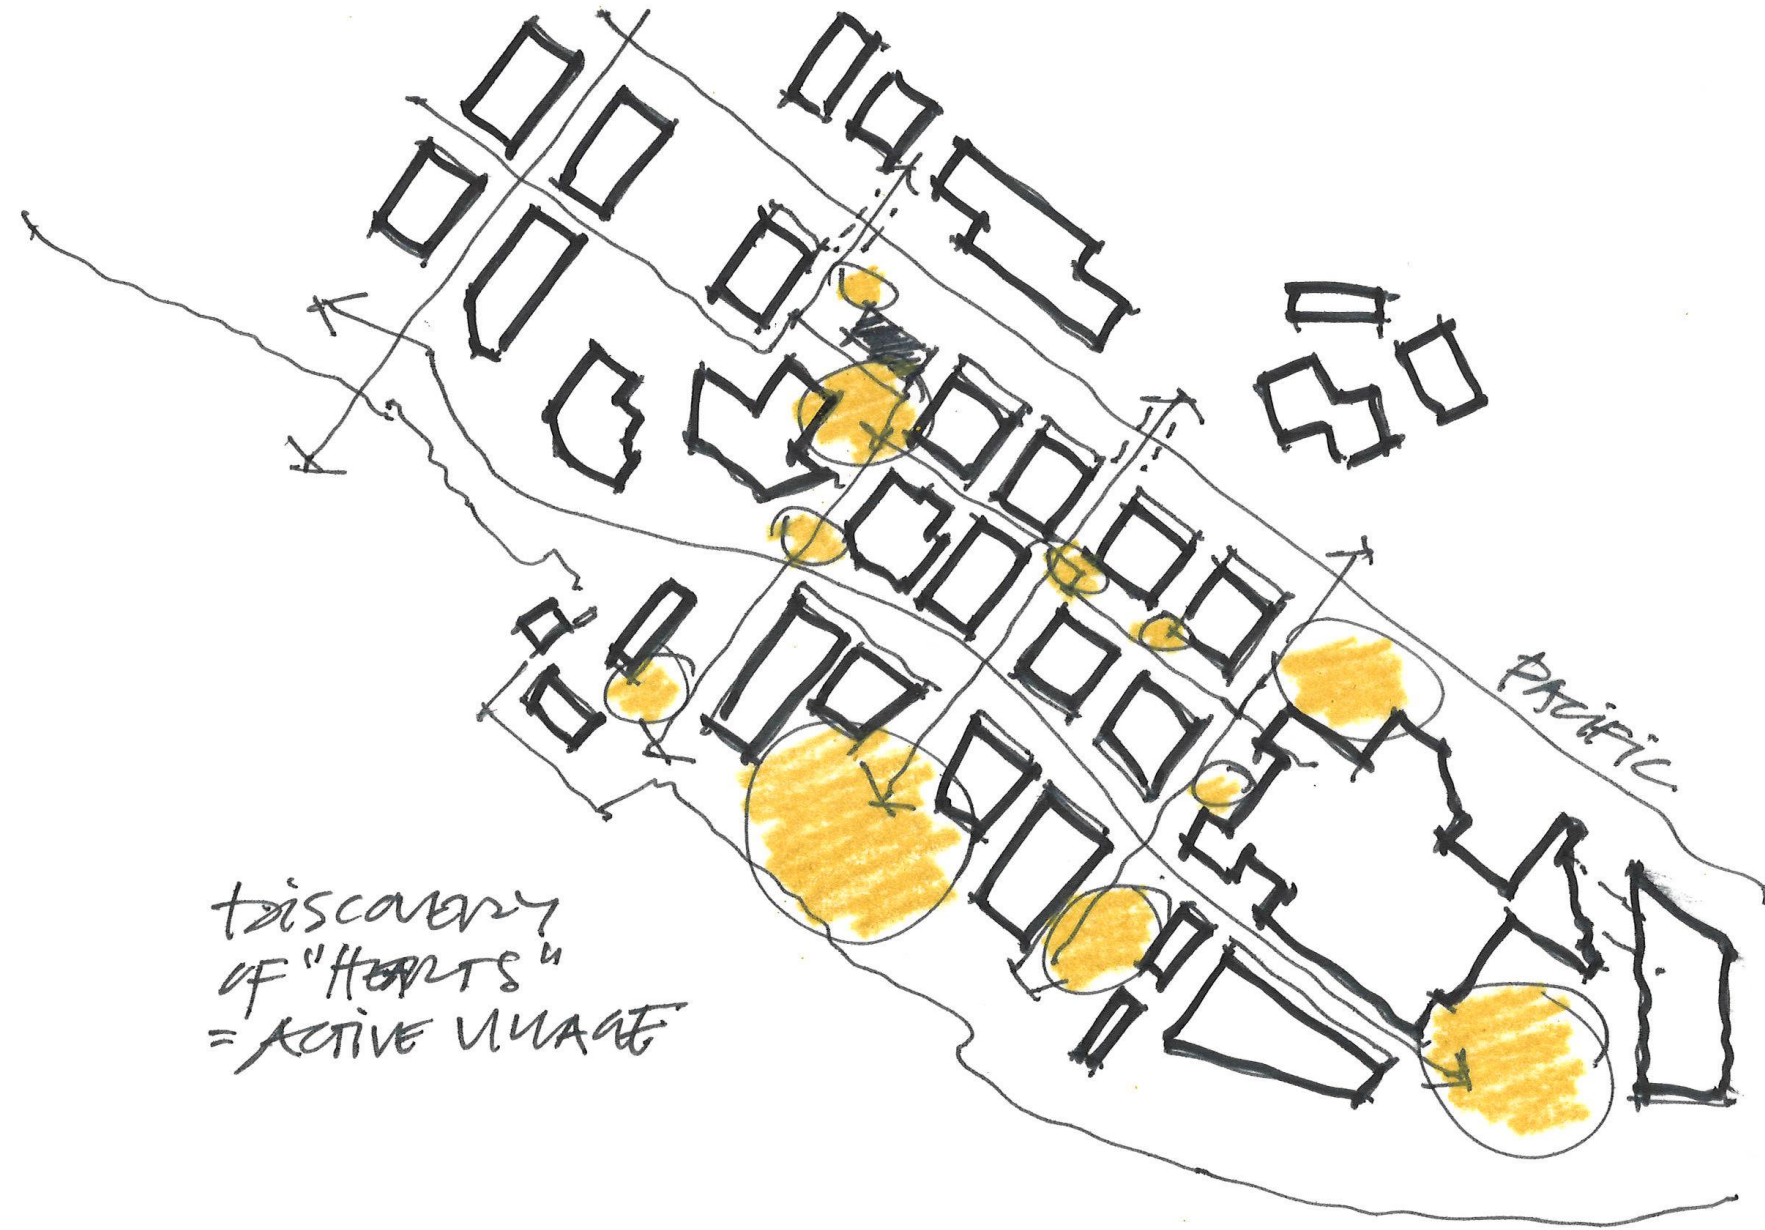 DISCOVERY
OF "HEARTS"
= ACTIVE VILLAGE
PACIFIC